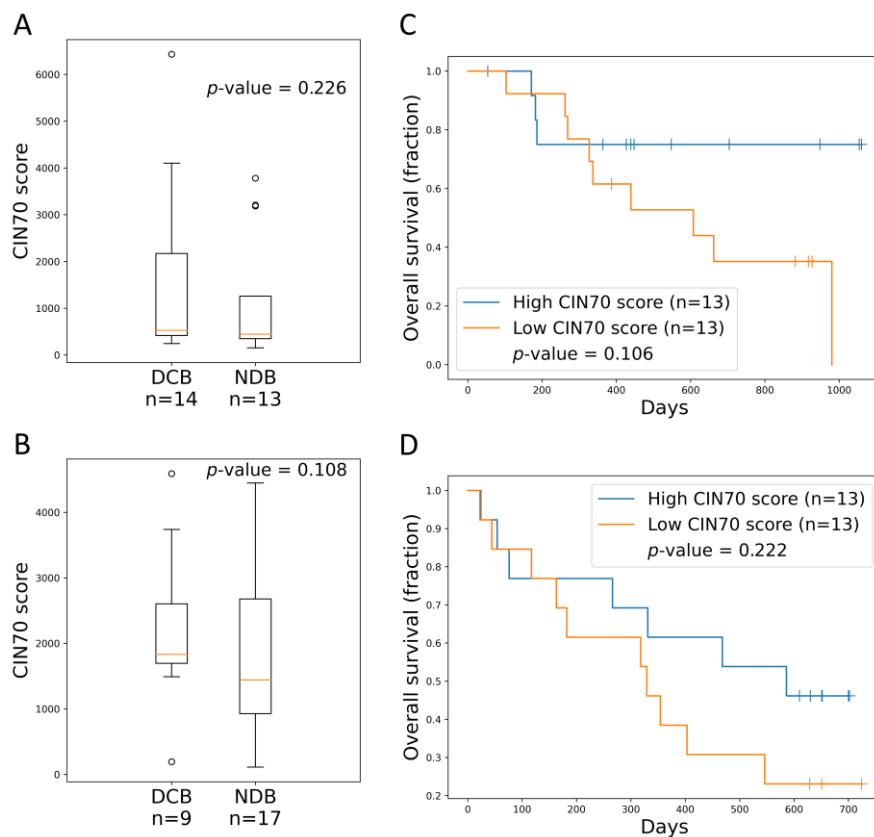 A
CIN70 score
6000
5000
4000
3000
2000
1000
0
p-value = 0.226
DCB NDB
n=14 n=13
C
Overall survival (fraction)
1.0
0.8
0.6
0.4
0.2
0.0
High CIN70 score (n=13)
Low CIN70 score (n=13)
p-value = 0.106
0 200 400 600 800 1000
Days
B
CIN70 score
4000
3000
2000
1000
0
p-value = 0.108
DCB NDB
n=9 n=17
D
Overall survival (fraction)
1.0
0.9
0.8
0.7
0.6
0.5
0.4
0.3
0.2
High CIN70 score (n=13)
Low CIN70 score (n=13)
p-value = 0.222
0 100 200 300 400 500 600 700
Days